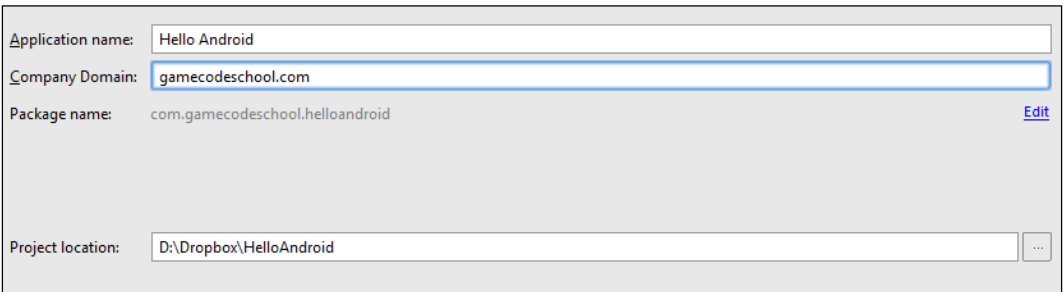 Application name: Hello Android
Company Domain: gamecodeschool.com
Package name: com.gamecodeschool.helloandroid Edit
Project location: D:\Dropbox\HelloAndroid ...